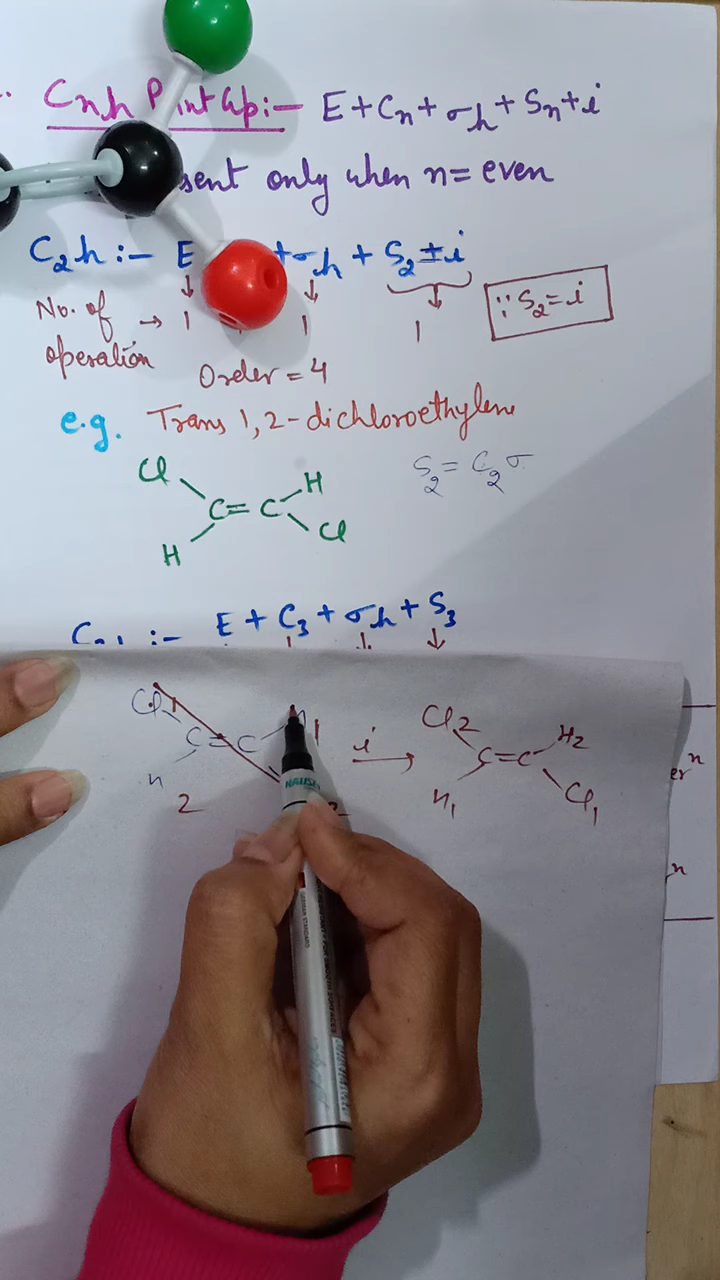 Cnh P int Gp:- E + Cn + σh + Sn + i
sent only when n = even
C2h :- E + σh + S2 ± i
No. of operation → 1 1 1 ∵ S2 = i
Order = 4
e.g. Trans 1,2-dichloroethylene
S2 = C2 σ
Cl H
C = C
H Cl
:- E + C3 + σh + S3
Cl1 1 i → Cl2 H2
C = C C = C
H 2 H1 Cl1